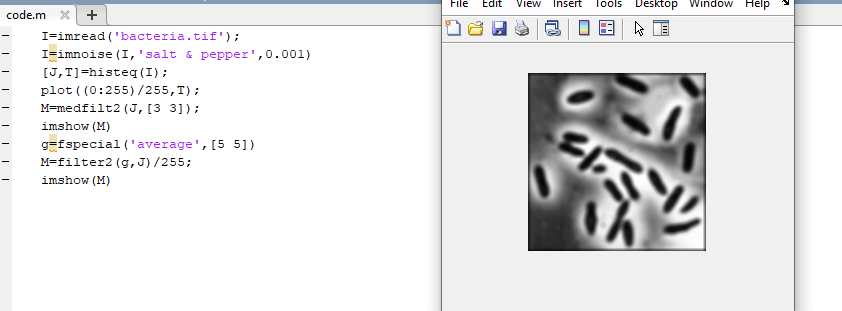 code.m
I=imread('bacteria.tif');
I=imnoise(I,'salt & pepper',0.001)
[J,T]=histeq(I);
plot((0:255)/255,T);
M=medfilt2(J,[3 3]);
imshow(M)
g=fspecial('average',[5 5])
M=filter2(g,J)/255;
imshow(M)
File Edit View Insert Tools Desktop Window Help